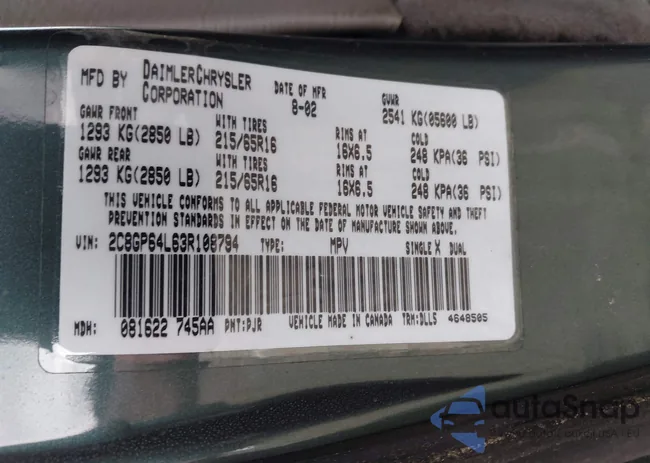 MFD BY DAIMLERCHRYSLER CORPORATION
DATE OF MFR 8-02
GVWR 2541 KG(05600 LB)
GAWR FRONT WITH TIRES RIMS AT COLD
1293 KG(2850 LB) 215/65R16 16X6.5 248 KPA(36 PSI)
GAWR REAR WITH TIRES RIMS AT COLD
1293 KG(2850 LB) 215/65R16 16X6.5 248 KPA(36 PSI)
THIS VEHICLE CONFORMS TO ALL APPLICABLE FEDERAL MOTOR VEHICLE SAFETY AND THEFT
PREVENTION STANDARDS IN EFFECT ON THE DATE OF MANUFACTURE SHOWN ABOVE.
VIN: 2C8GP64L63R108794 TYPE: MPV SINGLE X DUAL
MDH: 081622 745AA PNT:PJR VEHICLE MADE IN CANADA TRM:DLL5 4648505
autoSnap